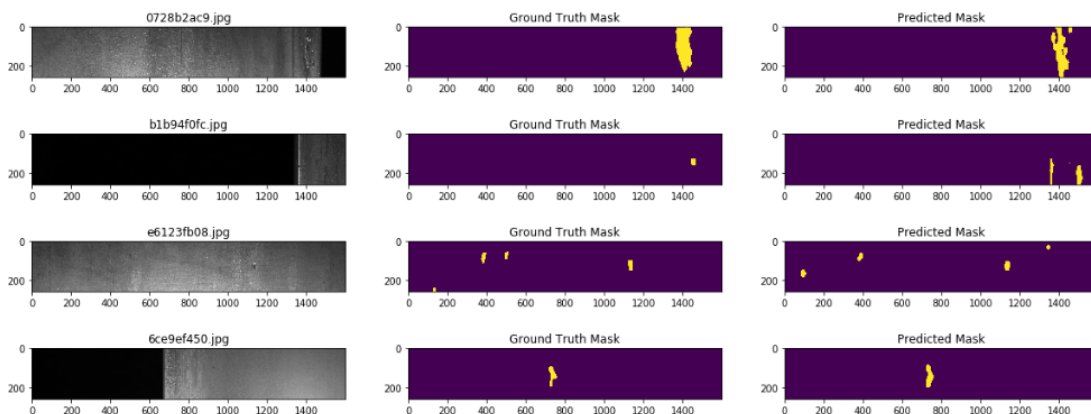 0728b2ac9.jpg Ground Truth Mask Predicted Mask
0 0 0
200 200 200
0 200 400 600 800 1000 1200 1400 0 200 400 600 800 1000 1200 1400 0 200 400 600 800 1000 1200 1400
b1b94f0fc.jpg Ground Truth Mask Predicted Mask
0 0 0
200 200 200
0 200 400 600 800 1000 1200 1400 0 200 400 600 800 1000 1200 1400 0 200 400 600 800 1000 1200 1400
e6123fb08.jpg Ground Truth Mask Predicted Mask
0 0 0
200 200 200
0 200 400 600 800 1000 1200 1400 0 200 400 600 800 1000 1200 1400 0 200 400 600 800 1000 1200 1400
6ce9ef450.jpg Ground Truth Mask Predicted Mask
0 0 0
200 200 200
0 200 400 600 800 1000 1200 1400 0 200 400 600 800 1000 1200 1400 0 200 400 600 800 1000 1200 1400